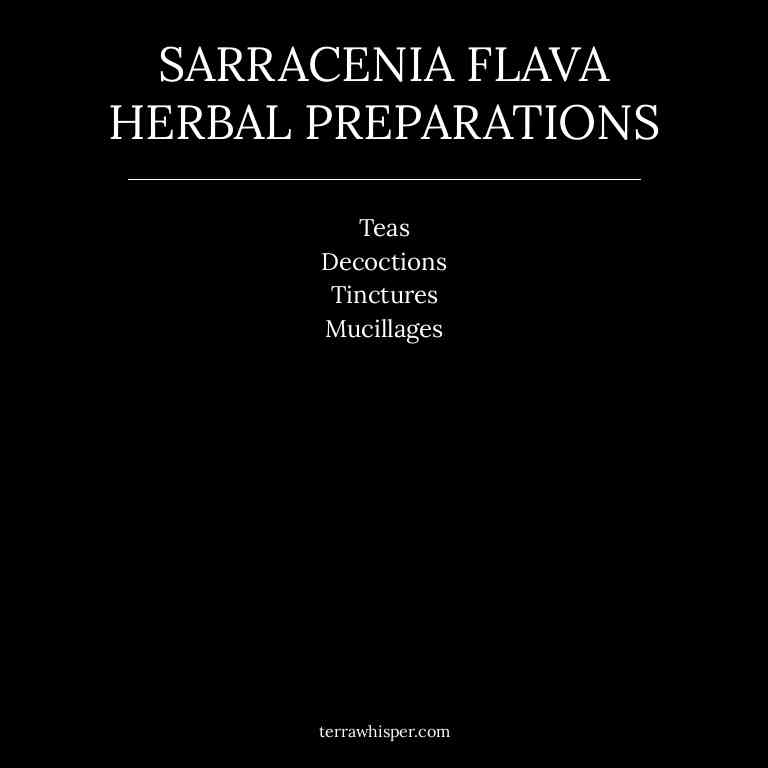 SARRACENIA FLAVA
HERBAL PREPARATIONS
Teas
Decoctions
Tinctures
Mucillages
terrawhisper.com